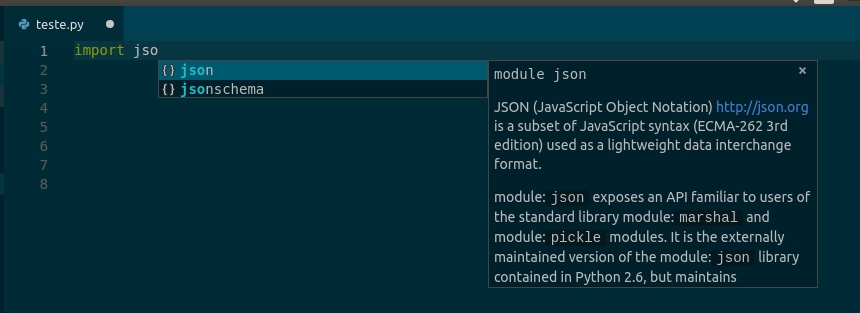 teste.py
1 import jso
2
3
4
5
6
7
8
{} json
{} jsonschema
module json ×
JSON (JavaScript Object Notation) http://json.org
is a subset of JavaScript syntax (ECMA-262 3rd
edition) used as a lightweight data interchange
format.
module: json exposes an API familiar to users of
the standard library module: marshal and
module: pickle modules. It is the externally
maintained version of the module: json library
contained in Python 2.6, but maintains